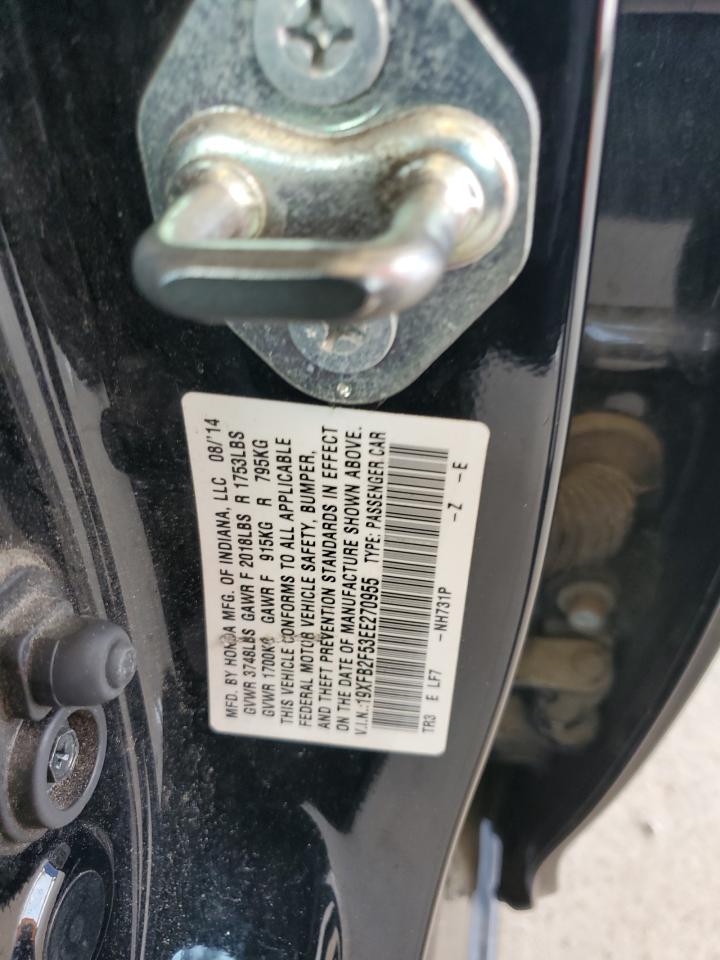 MFD. BY HONDA MFG. OF INDIANA, LLC 08/'14
GVWR 3748LBS GAWR F 2018LBS R 1753LBS
GVWR 1700KG GAWR F 915KG R 795KG
THIS VEHICLE CONFORMS TO ALL APPLICABLE
FEDERAL MOTOR VEHICLE SAFETY, BUMPER,
AND THEFT PREVENTION STANDARDS IN EFFECT
ON THE DATE OF MANUFACTURE SHOWN ABOVE.
V.I.N.:19XFB2F53EE270955 TYPE: PASSENGER CAR
TR3 E LF7 -NH731P -Z -E